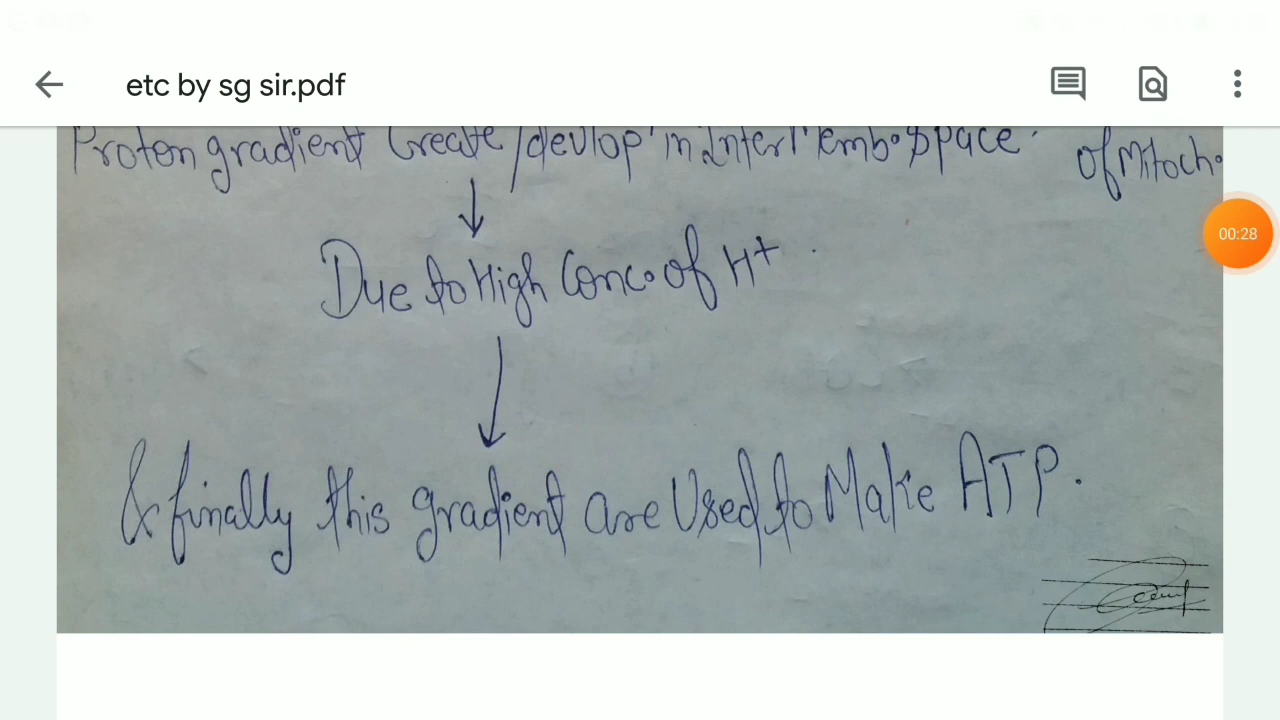 etc by sg sir.pdf
Proton gradient Create/devlop in InterMemb. Space of Mitoch.
00:28
Due to High Conc. of H+
& finally this gradient are Used to Make ATP.